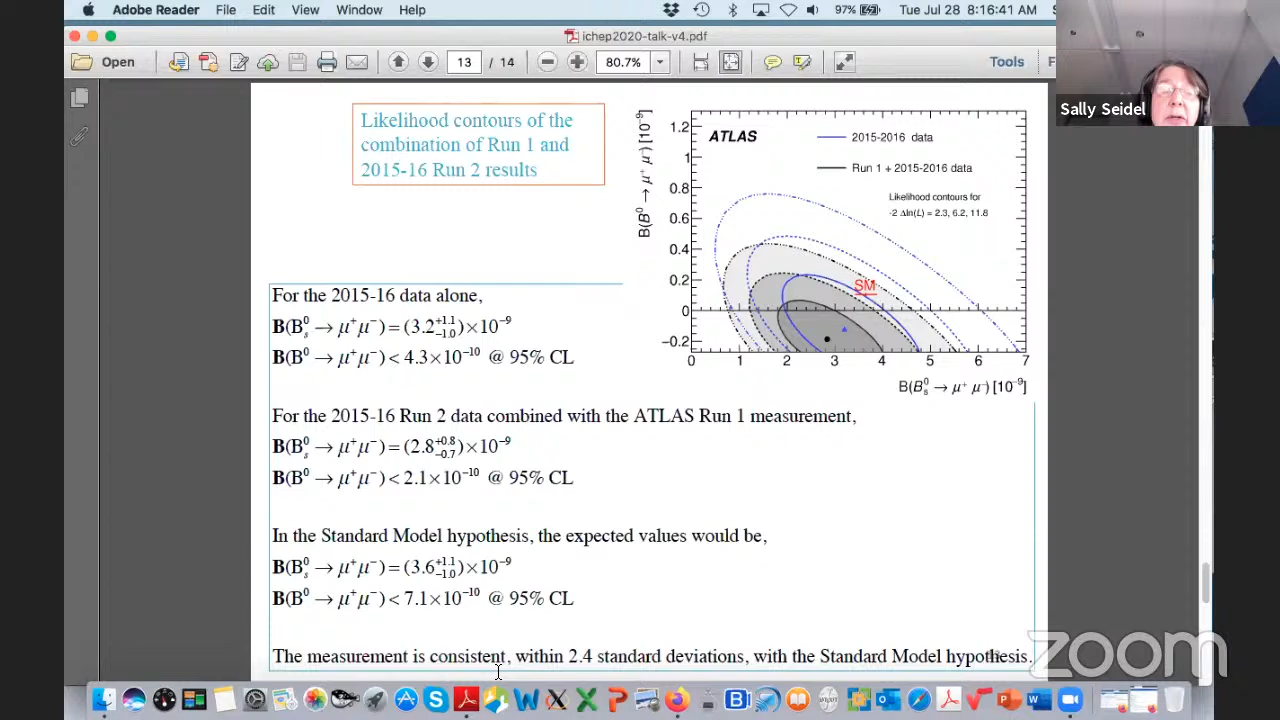 Adobe Reader File Edit View Window Help 97% Tue Jul 28 8:16:41 AM
ichep2020-talk-v4.pdf
Open 13 / 14 80.7% Tools
Sally Seidel
Likelihood contours of the
combination of Run 1 and
2015-16 Run 2 results
B(B⁰ → μ⁺ μ⁻) [10⁻⁹]
1.2
1
0.8
0.6
0.4
0.2
0
−0.2
ATLAS
2015-2016 data
Run 1 + 2015-2016 data
Likelihood contours for
-2 Δln(L) = 2.3, 6.2, 11.8
SM
0 1 2 3 4 5 6 7
B(B⁰ₛ → μ⁺ μ⁻) [10⁻⁹]
For the 2015-16 data alone,
B(B⁰ₛ → μ⁺μ⁻) = (3.2 +1.1 −1.0) × 10⁻⁹
B(B⁰ → μ⁺μ⁻) < 4.3 × 10⁻¹⁰ @ 95% CL
For the 2015-16 Run 2 data combined with the ATLAS Run 1 measurement,
B(B⁰ₛ → μ⁺μ⁻) = (2.8 +0.8 −0.7) × 10⁻⁹
B(B⁰ → μ⁺μ⁻) < 2.1 × 10⁻¹⁰ @ 95% CL
In the Standard Model hypothesis, the expected values would be,
B(B⁰ₛ → μ⁺μ⁻) = (3.6 +1.1 −1.0) × 10⁻⁹
B(B⁰ → μ⁺μ⁻) < 7.1 × 10⁻¹⁰ @ 95% CL
The measurement is consistent, within 2.4 standard deviations, with the Standard Model hypothesis.
zoom